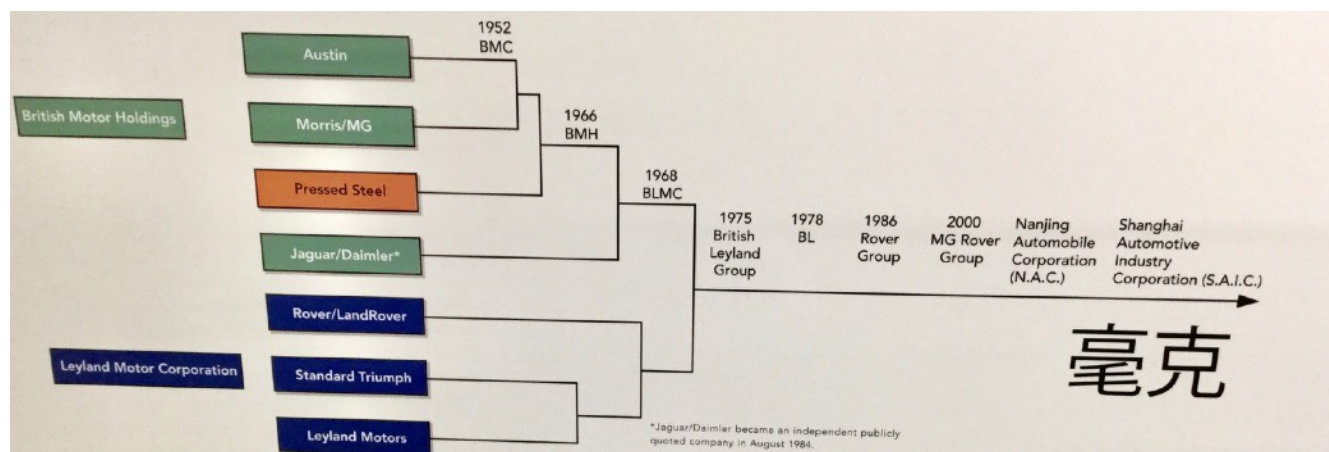 1952
BMC
Austin
British Motor Holdings
Morris/MG
1966
BMH
Pressed Steel
1968
BLMC
Jaguar/Daimler*
1975
British
Leyland
Group
1978
BL
1986
Rover
Group
2000
MG Rover
Group
Nanjing
Automobile
Corporation
(N.A.C.)
Shanghai
Automotive
Industry
Corporation (S.A.I.C.)
Rover/LandRover
Leyland Motor Corporation
Standard Triumph
Leyland Motors
毫克
*Jaguar/Daimler became an independent publicly
quoted company in August 1984.